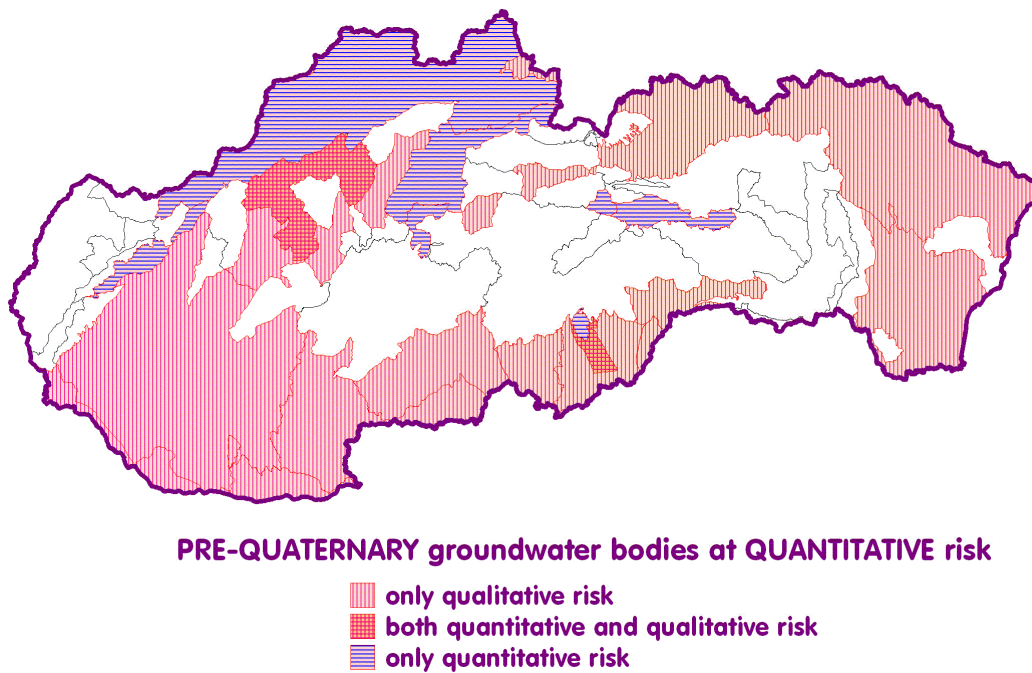 PRE-QUATERNARY groundwater bodies at QUANTITATIVE risk
only qualitative risk
both quantitative and qualitative risk
only quantitative risk